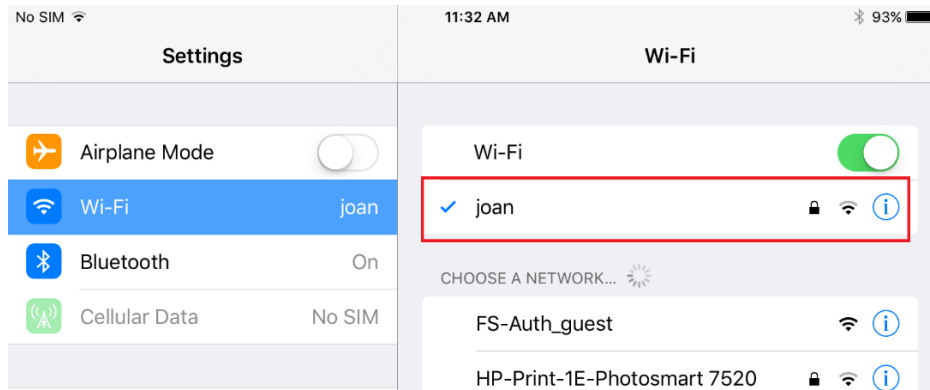 No SIM
11:32 AM
93%
Settings
Wi-Fi
Airplane Mode
Wi-Fi joan
Bluetooth On
Cellular Data No SIM
Wi-Fi
joan
CHOOSE A NETWORK...
FS-Auth_guest
HP-Print-1E-Photosmart 7520